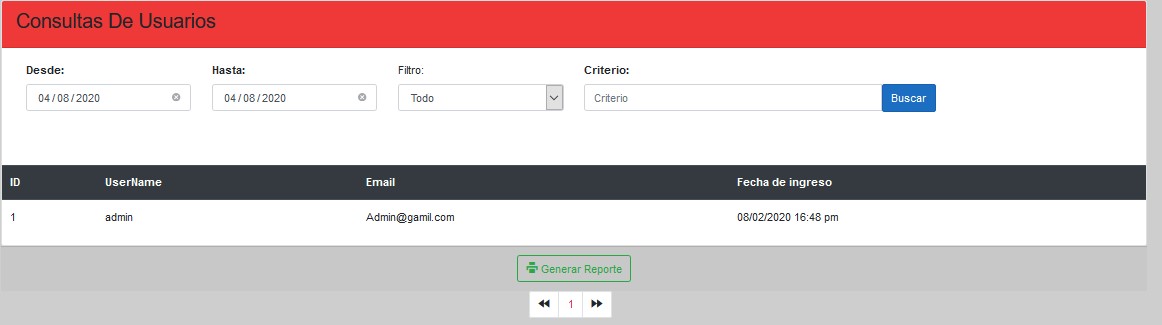 Consultas De Usuarios
Desde: Hasta: Filtro: Criterio:
04 / 08 / 2020 04 / 08 / 2020 Todo Criterio Buscar
ID UserName Email Fecha de ingreso
1 admin Admin@gamil.com 08/02/2020 16:48 pm
Generar Reporte
1